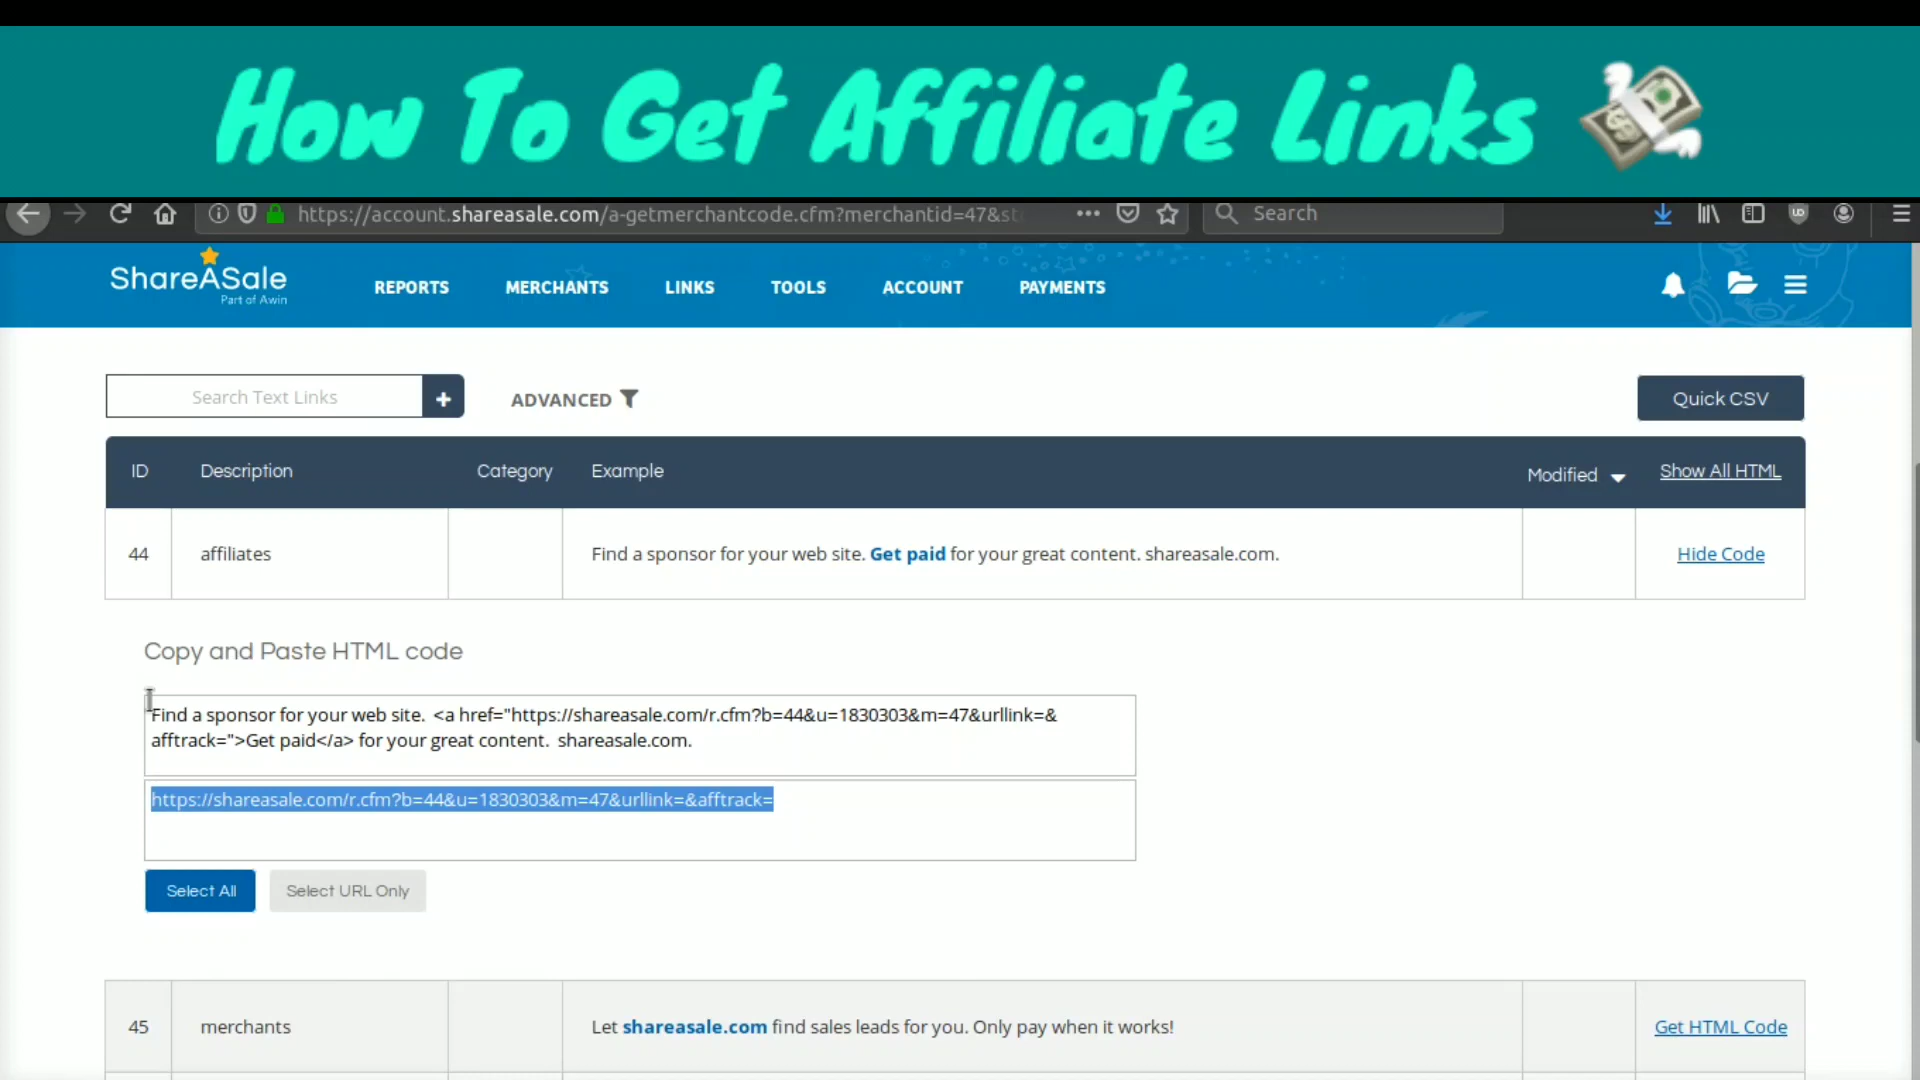 How To Get Affiliate Links
https://account.shareasale.com/a-getmerchantcode.cfm?merchantid=47&st
Search
ShareASale
Part of Awin
REPORTS
MERCHANTS
LINKS
TOOLS
ACCOUNT
PAYMENTS
Search Text Links
+
ADVANCED
Quick CSV
ID
Description
Category
Example
Modified
Show All HTML
44
affiliates
Find a sponsor for your web site. Get paid for your great content. shareasale.com.
Hide Code
Copy and Paste HTML code
Find a sponsor for your web site.  <a href="https://shareasale.com/r.cfm?b=44&u=1830303&m=47&urllink=&
afftrack=">Get paid</a> for your great content.  shareasale.com.
https://shareasale.com/r.cfm?b=44&u=1830303&m=47&urllink=&afftrack=
Select All
Select URL Only
45
merchants
Let shareasale.com find sales leads for you. Only pay when it works!
Get HTML Code